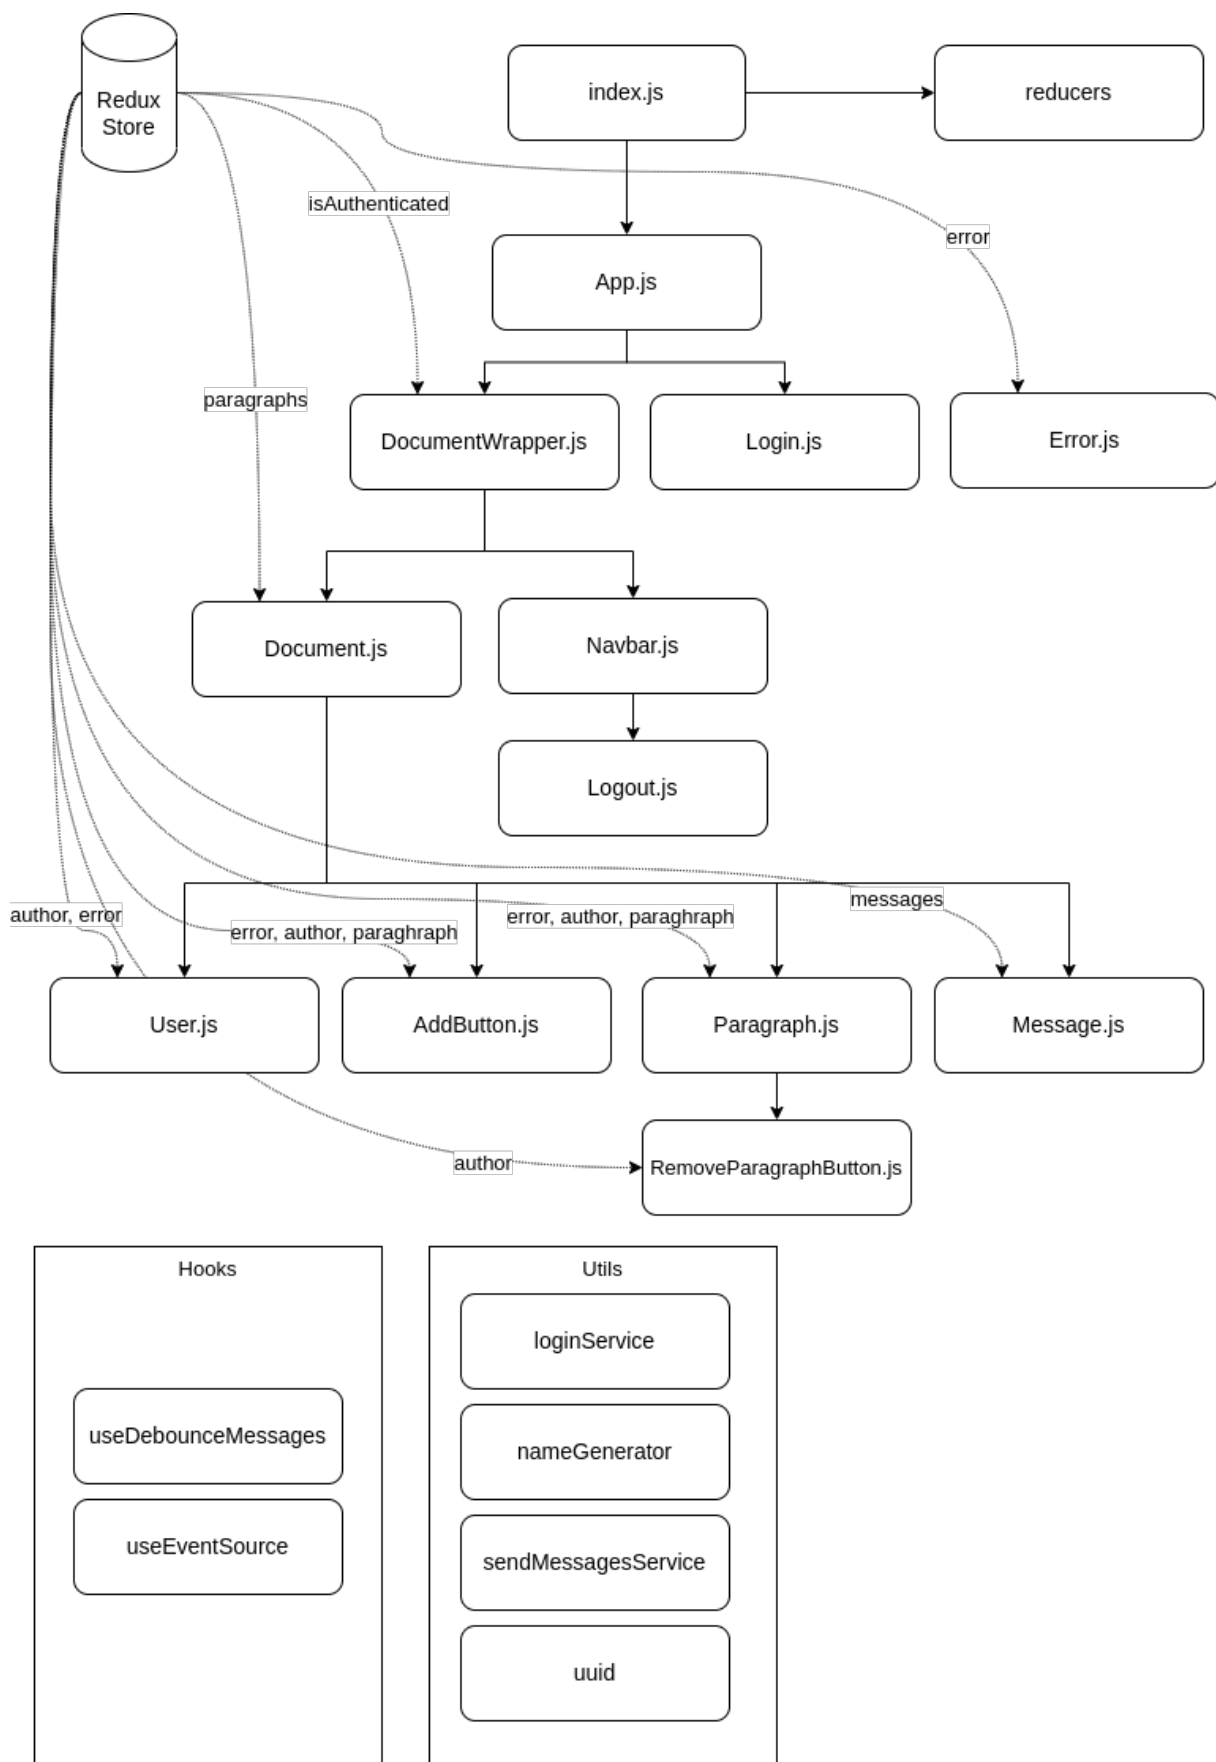 Redux
Store
index.js
reducers
isAuthenticated
error
App.js
paragraphs
DocumentWrapper.js
Login.js
Error.js
Document.js
Navbar.js
Logout.js
author, error
error, author, paraghraph
error, author, paraghraph
messages
User.js
AddButton.js
Paragraph.js
Message.js
author
RemoveParagraphButton.js
Hooks
useDebounceMessages
useEventSource
Utils
loginService
nameGenerator
sendMessagesService
uuid